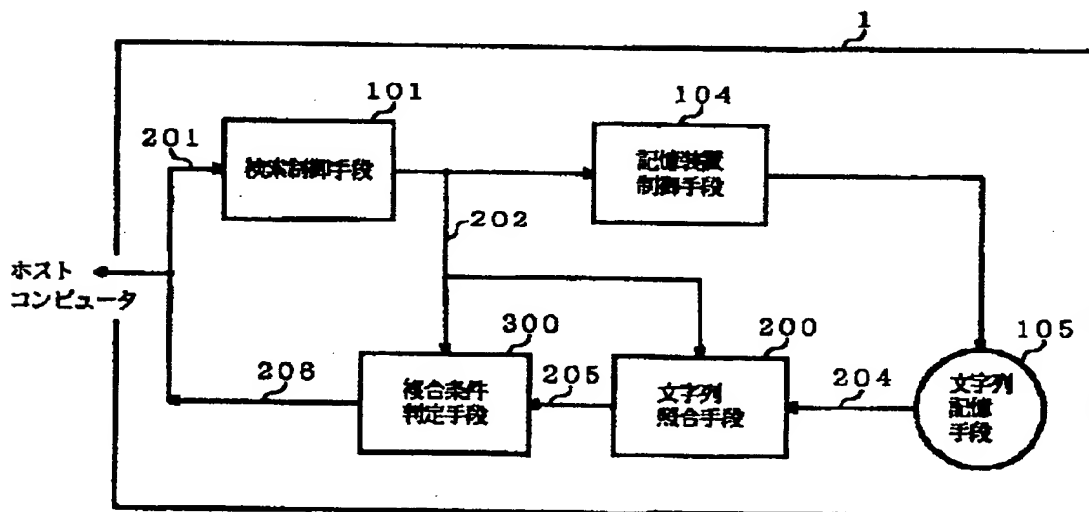 1
101
104
201
検索制御手段
記憶装置
制御手段
202
ホスト
コンピュータ
300
200
105
208
複合条件
判定手段
205
文字列
照合手段
204
文字列
記憶
手段